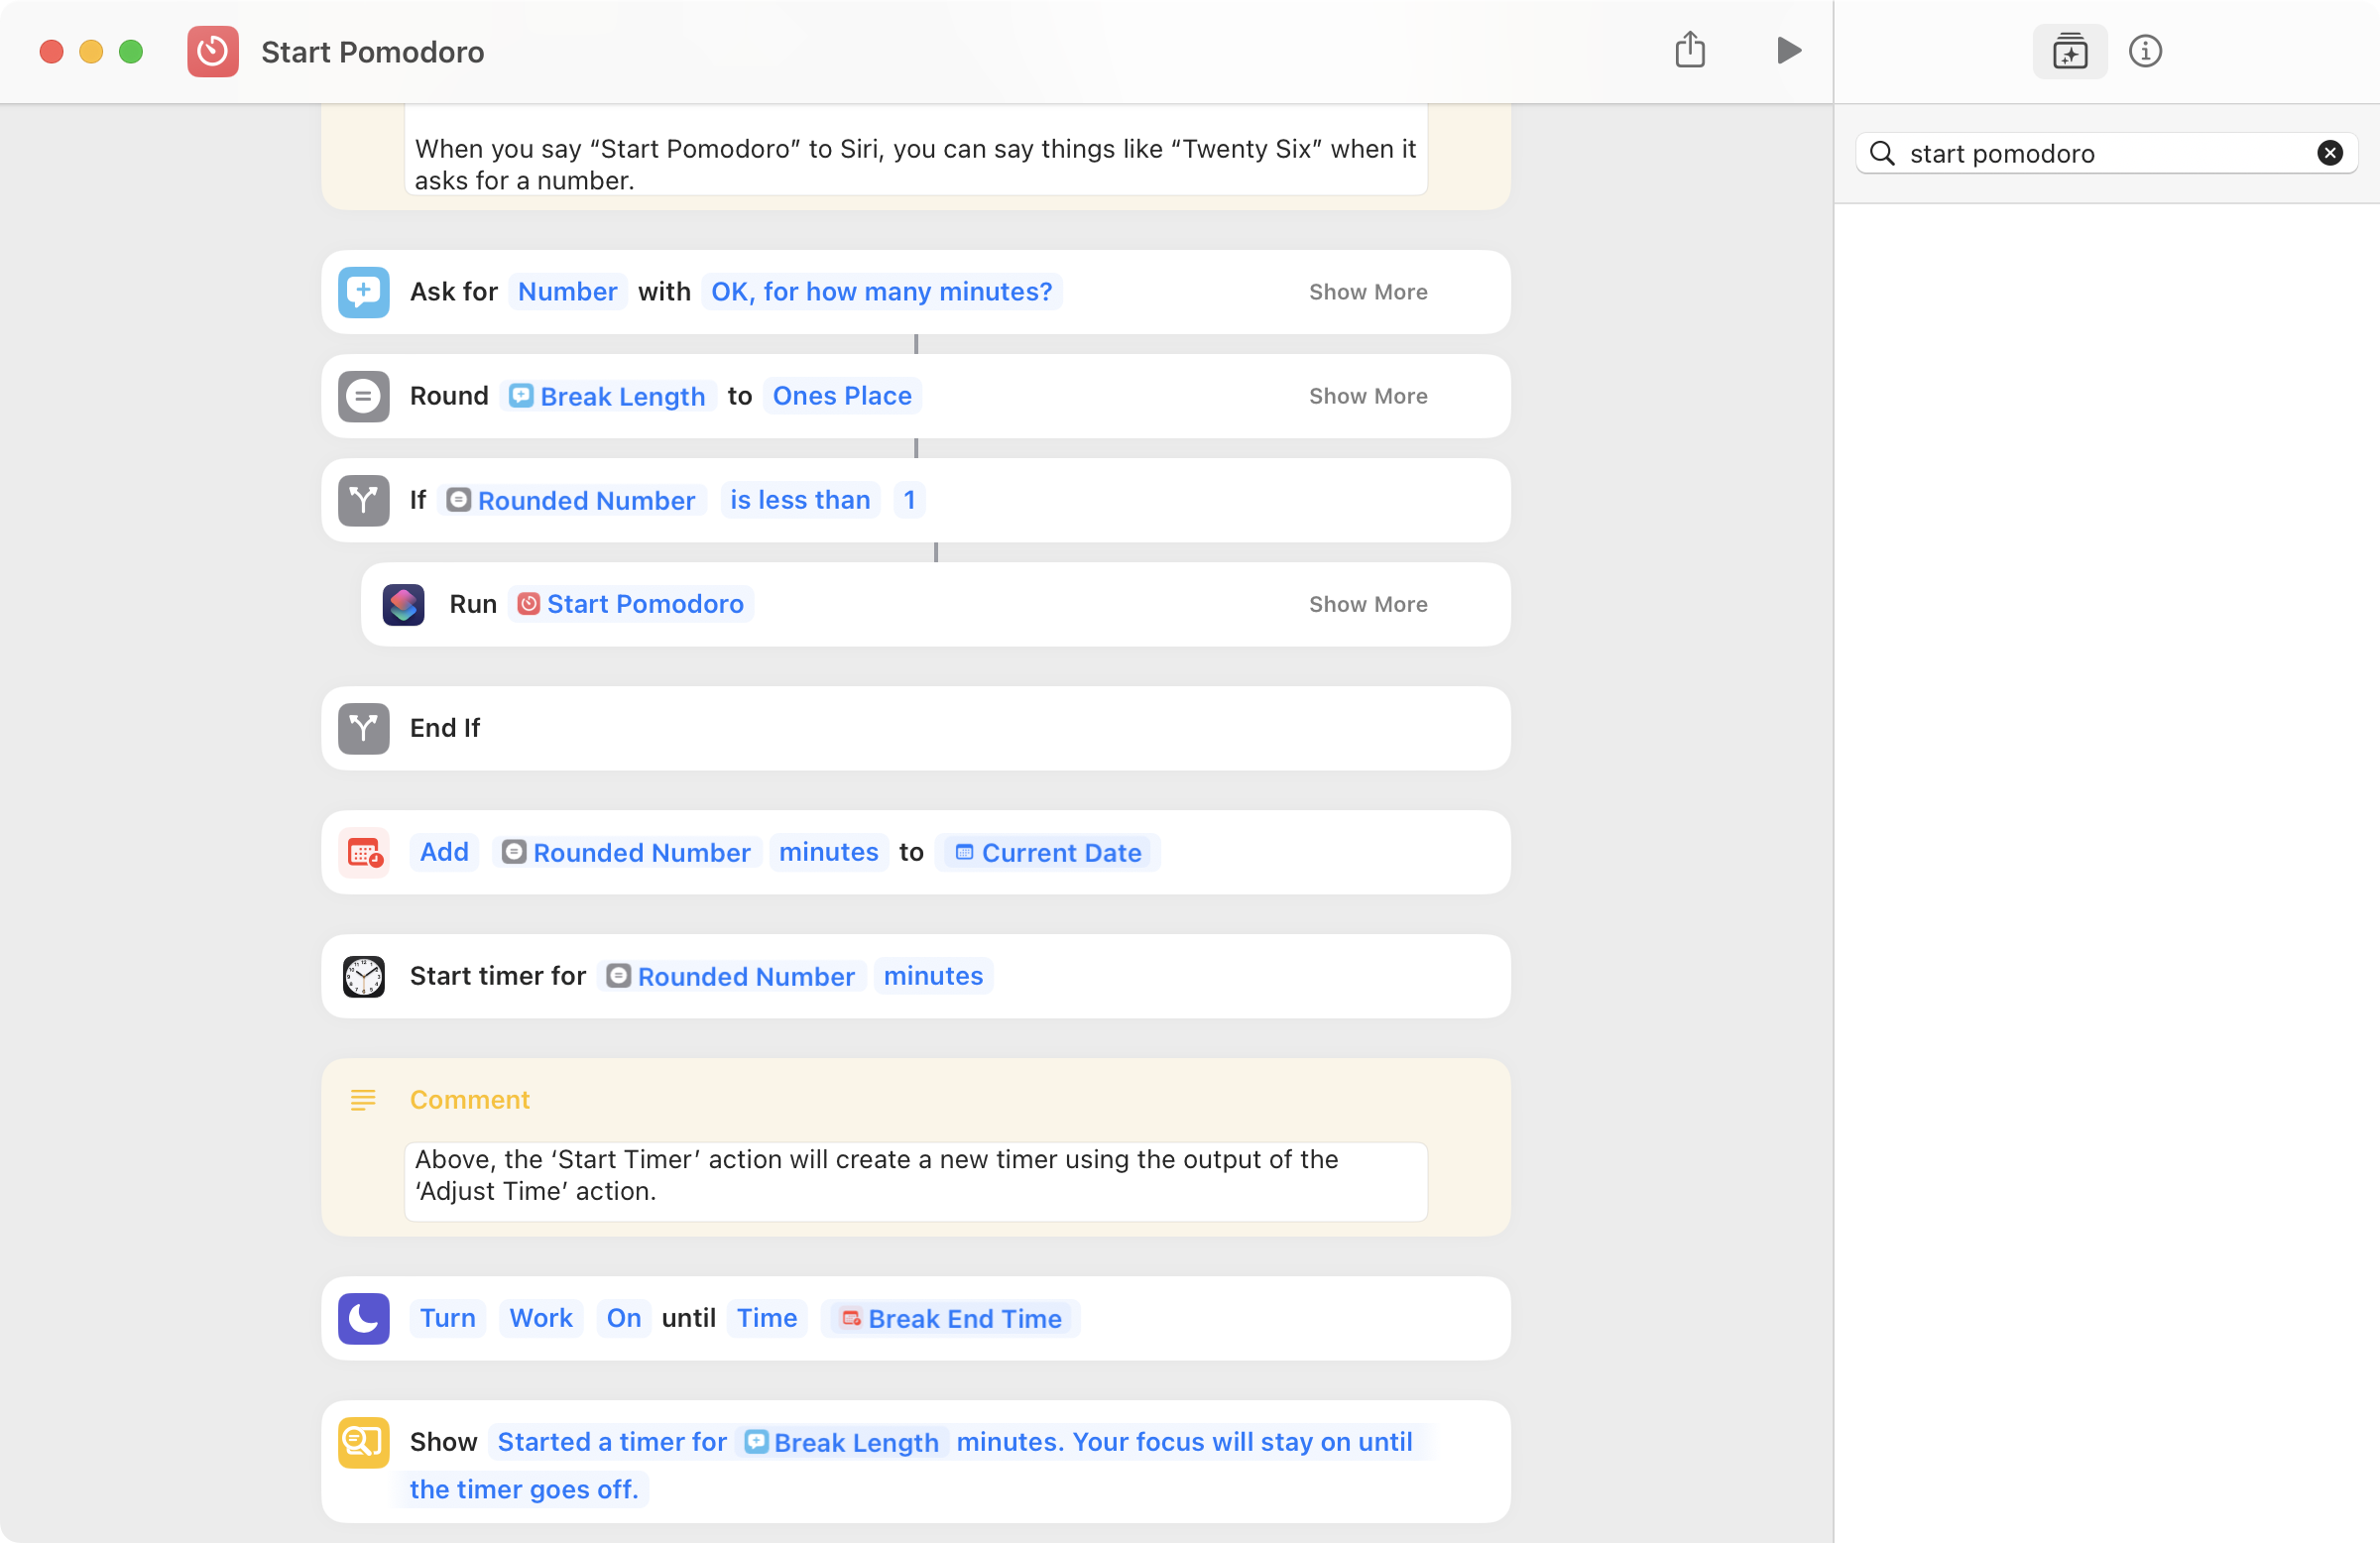 Start Pomodoro
start pomodoro
When you say “Start Pomodoro” to Siri, you can say things like “Twenty Six” when it
asks for a number.
Ask for Number with OK, for how many minutes? Show More
Round Break Length to Ones Place Show More
If Rounded Number is less than 1
Run Start Pomodoro Show More
End If
Add Rounded Number minutes to Current Date
Start timer for Rounded Number minutes
Comment
Above, the ‘Start Timer’ action will create a new timer using the output of the
‘Adjust Time’ action.
Turn Work On until Time Break End Time
Show Started a timer for Break Length minutes. Your focus will stay on until
the timer goes off.